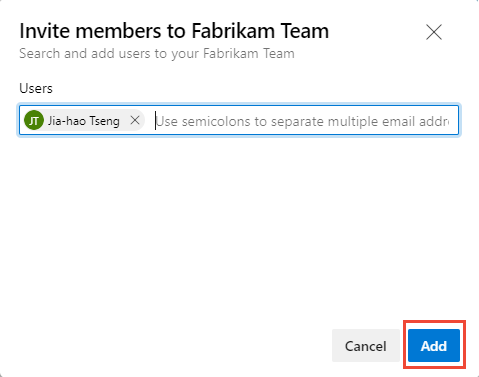 Invite members to Fabrikam Team
Search and add users to your Fabrikam Team
Users
JT Jia-hao Tseng Use semicolons to separate multiple email addr
Cancel Add